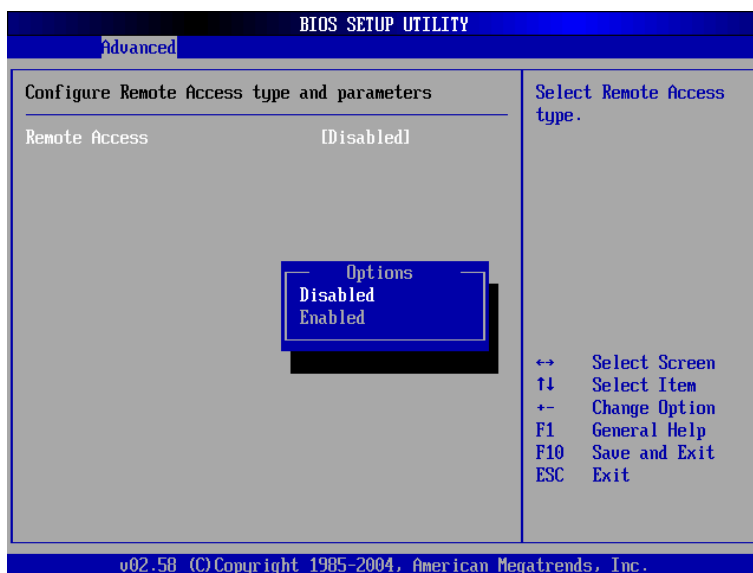 BIOS SETUP UTILITY
Advanced
Configure Remote Access type and parameters
Remote Access [Disabled]
Options
Disabled
Enabled
Select Remote Access
type.
↔ Select Screen
↑↓ Select Item
+- Change Option
F1 General Help
F10 Save and Exit
ESC Exit
v02.58 (C)Copyright 1985-2004, American Megatrends, Inc.